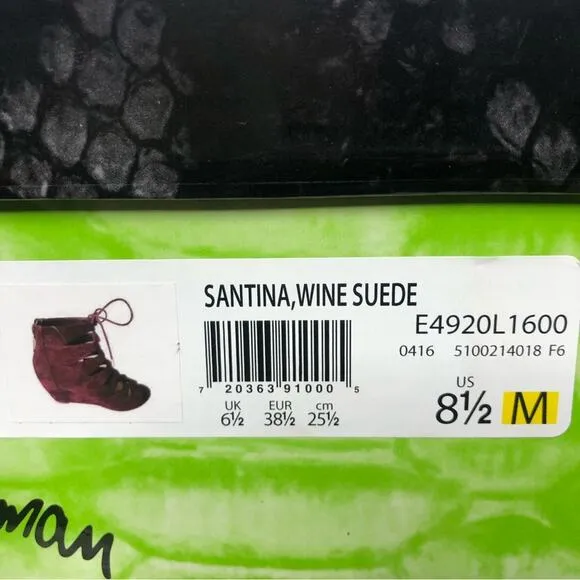 SANTINA,WINE SUEDE
E4920L1600
0416 5100214018 F6
7 20363 91000 5
UK EUR cm US
6½ 38½ 25½ 8½ M